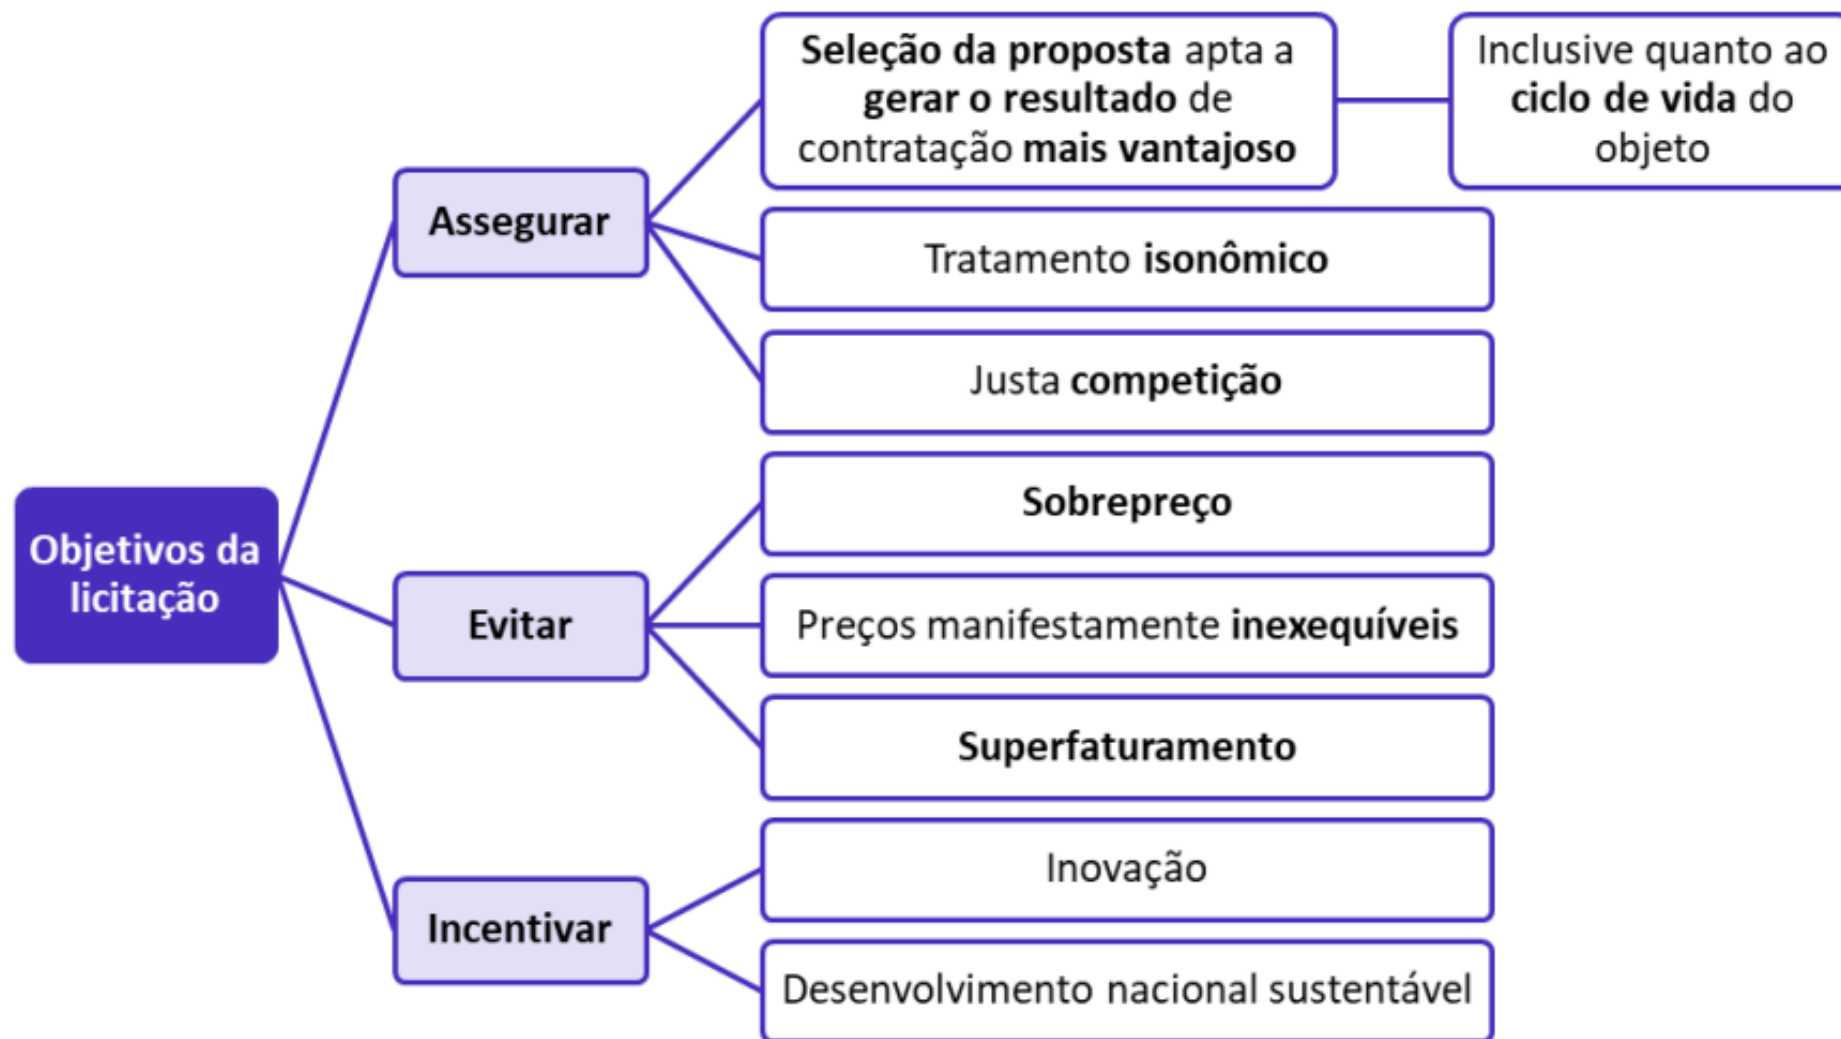 Objetivos da
licitação
Assegurar
Seleção da proposta apta a
gerar o resultado de
contratação mais vantajoso
Inclusive quanto ao
ciclo de vida do
objeto
Tratamento isonômico
Justa competição
Evitar
Sobrepreço
Preços manifestamente inexequíveis
Superfaturamento
Incentivar
Inovação
Desenvolvimento nacional sustentável